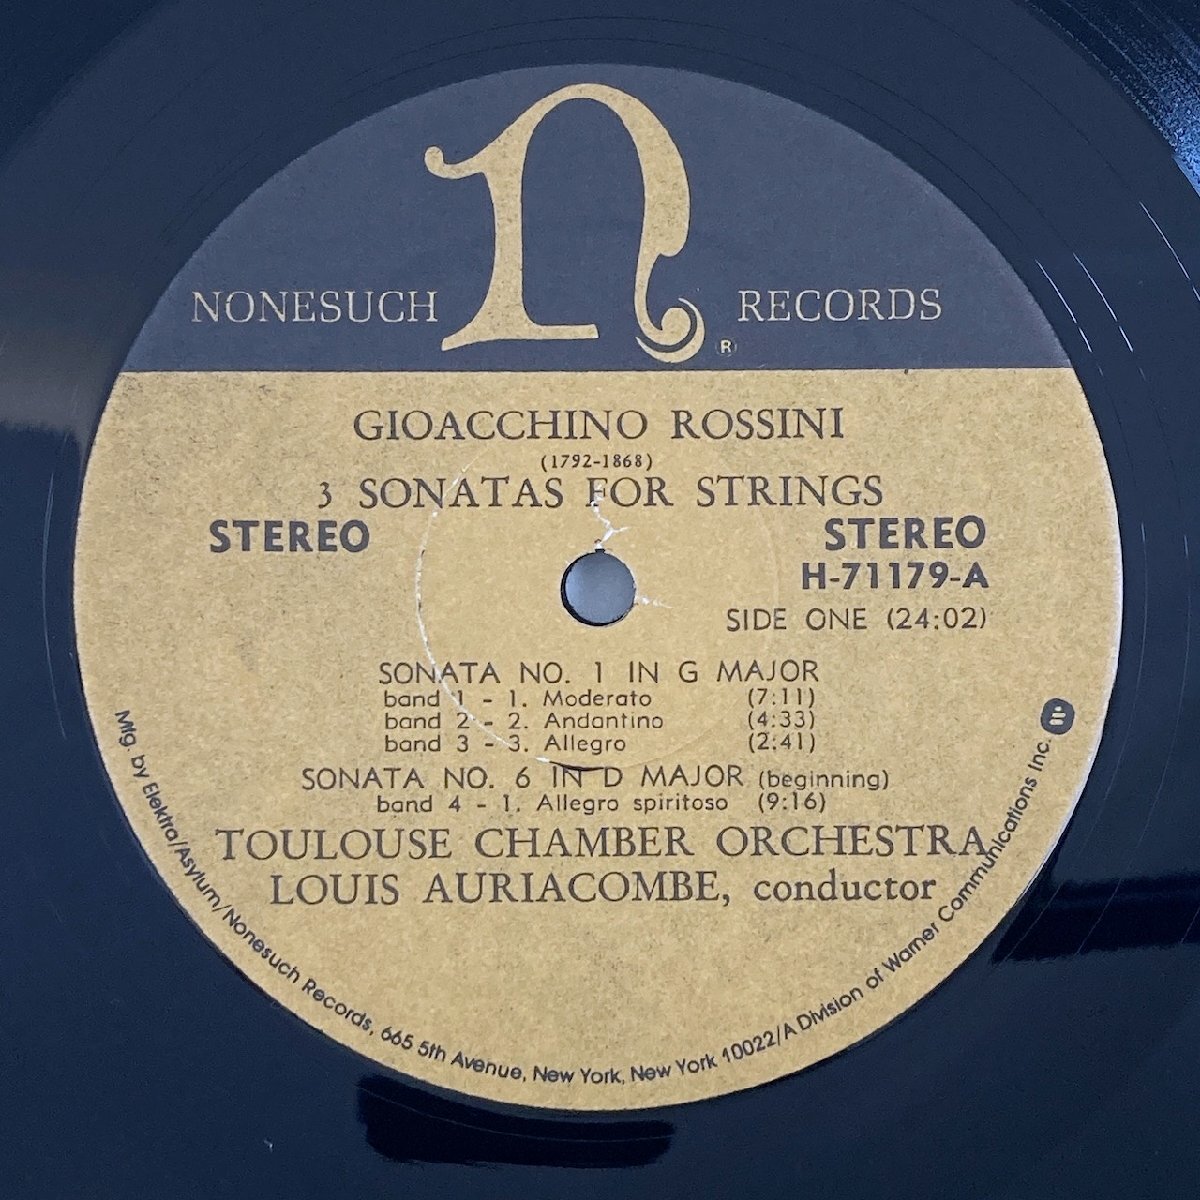 n
NONESUCH RECORDS ®
GIOACCHINO ROSSINI
(1792-1868)
3 SONATAS FOR STRINGS
STEREO STEREO
H-71179-A
SIDE ONE (24:02)
SONATA NO. 1 IN G MAJOR
band 1 - 1. Moderato (7:11)
band 2 - 2. Andantino (4:33)
band 3 - 3. Allegro (2:41)
SONATA NO. 6 IN D MAJOR (beginning)
band 4 - 1. Allegro spiritoso (9:16)
TOULOUSE CHAMBER ORCHESTRA
LOUIS AURIACOMBE, conductor
Mfg. by Elektra/Asylum/Nonesuch Records, 665 5th Avenue, New York, New York 10022/A Division of Warner Communications Inc.